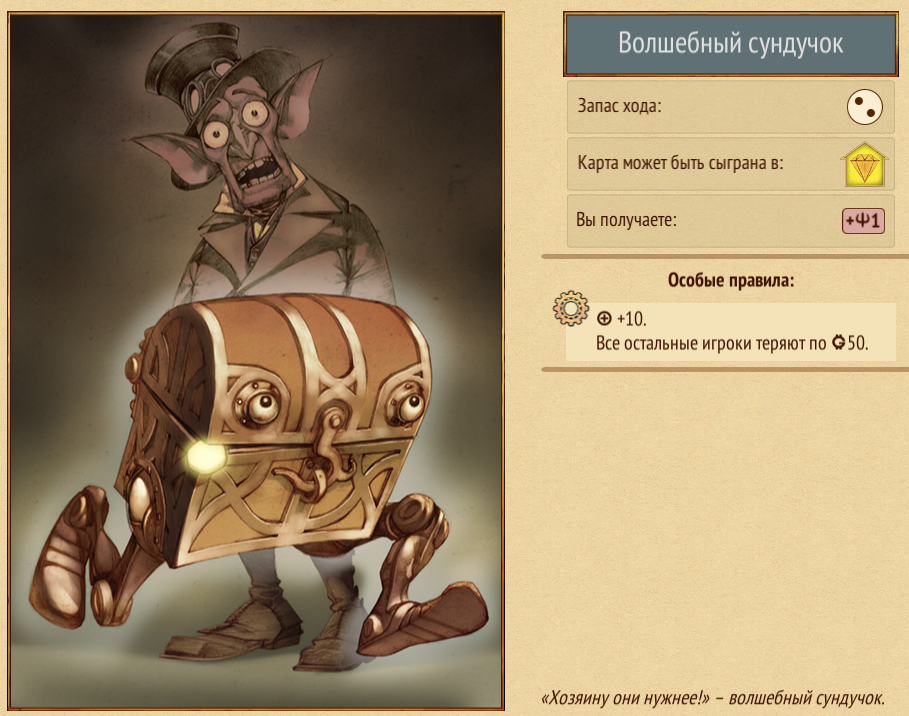 Волшебный сундучок
Запас хода:
Карта может быть сыграна в:
Вы получаете:
+Ψ1
Особые правила:
⊕ +10.
Все остальные игроки теряют по 50.
«Хозяину они нужнее!» – волшебный сундучок.